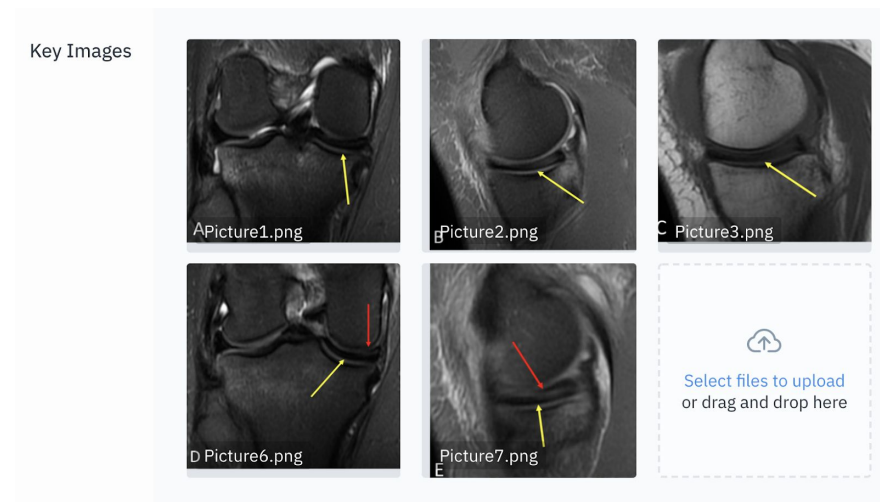 Key Images
A Picture1.png
B Picture2.png
C Picture3.png
D Picture6.png
E Picture7.png
Select files to upload
or drag and drop here